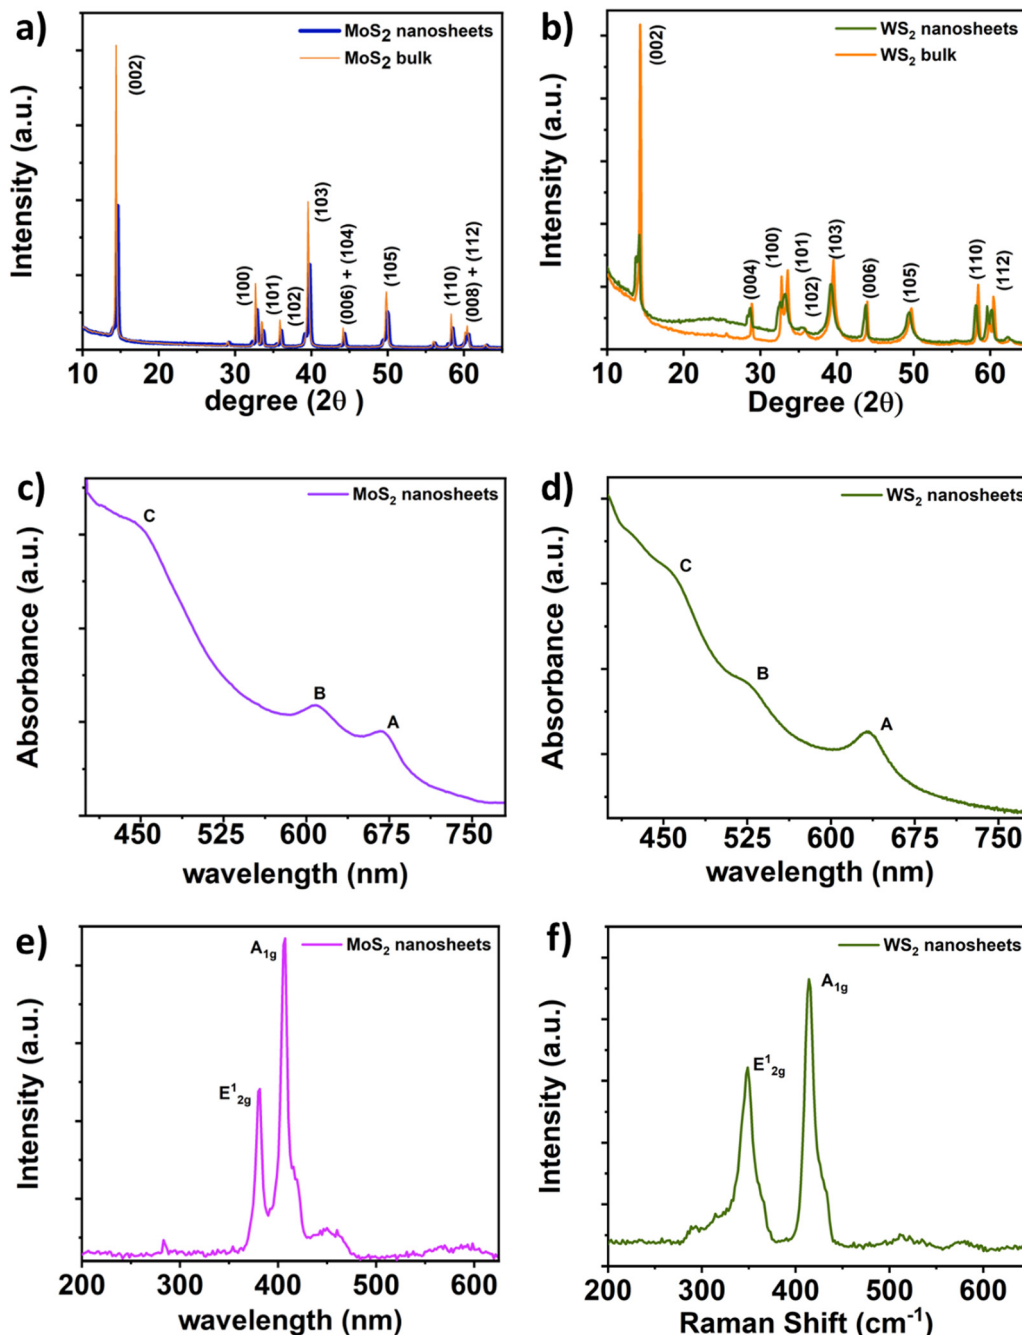 a)
MoS2 nanosheets
MoS2 bulk
(002)
(100)
(101)
(102)
(103)
(006) + (104)
(105)
(110)
(008) + (112)
Intensity (a.u.)
10 20 30 40 50 60
degree (2θ )
b)
WS2 nanosheets
WS2 bulk
(002)
(004)
(100)
(101)
(102)
(103)
(006)
(105)
(110)
(112)
Intensity (a.u.)
10 20 30 40 50 60
Degree (2θ)
c)
MoS2 nanosheets
C
B
A
Absorbance (a.u.)
450 525 600 675 750
wavelength (nm)
d)
WS2 nanosheets
C
B
A
Absorbance (a.u.)
450 525 600 675 750
wavelength (nm)
e)
MoS2 nanosheets
A1g
E¹2g
Intensity (a.u.)
200 300 400 500 600
wavelength (nm)
f)
WS2 nanosheets
A1g
E¹2g
Intensity (a.u.)
200 300 400 500 600
Raman Shift (cm⁻¹)